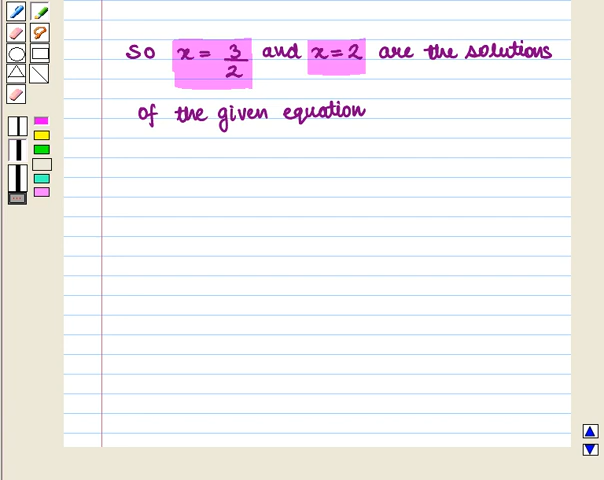 so x = 3/2 and x = 2 are the solutions
of the given equation